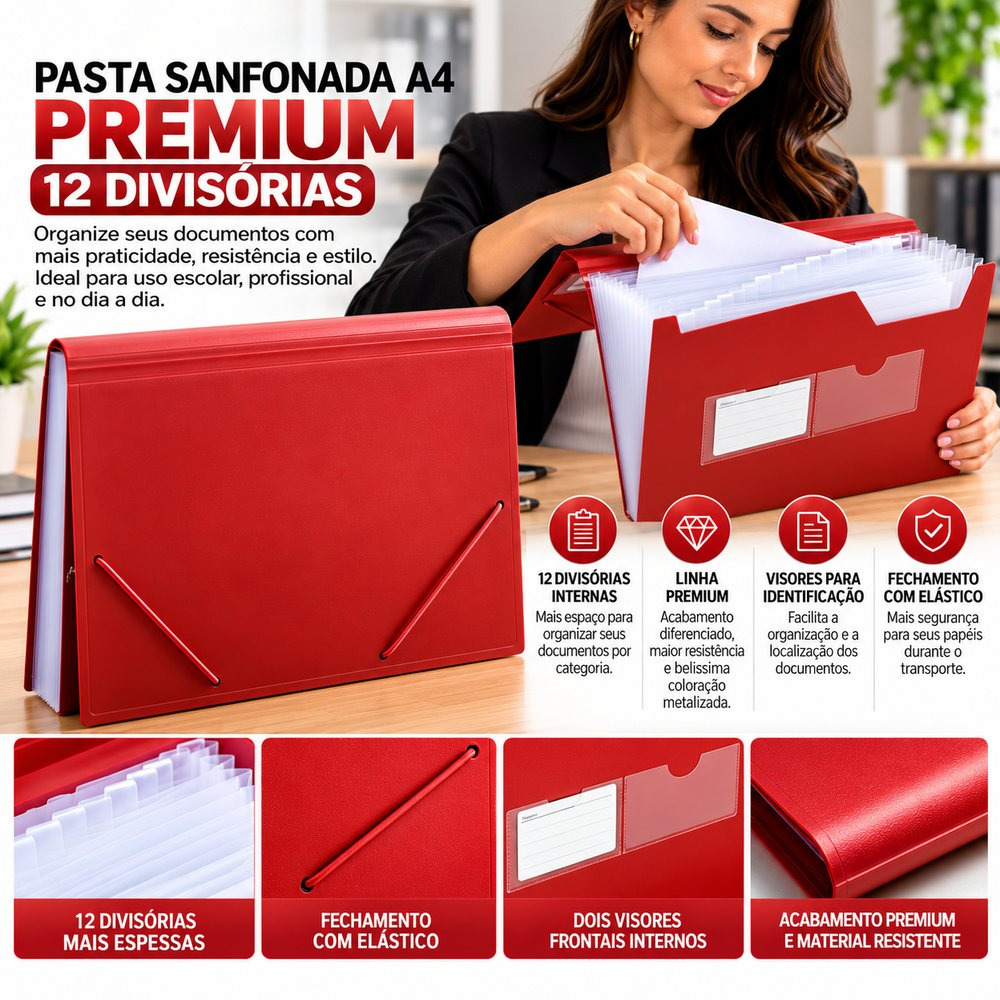 PASTA SANFONADA A4
PREMIUM
12 DIVISÓRIAS
Organize seus documentos com
mais praticidade, resistência e estilo.
Ideal para uso escolar, profissional
e no dia a dia.
12 DIVISÓRIAS
INTERNAS
Mais espaço para
organizar seus
documentos por
categoria.
LINHA
PREMIUM
Acabamento
diferenciado,
maior resistência
e belissima
coloração
metalizada.
VISORES PARA
IDENTIFICAÇÃO
Facilita a
organização e a
localização dos
documentos.
FECHAMENTO
COM ELÁSTICO
Mais segurança
para seus papéis
durante o
transporte.
12 DIVISÓRIAS
MAIS ESPESSAS
FECHAMENTO
COM ELÁSTICO
DOIS VISORES
FRONTAIS INTERNOS
ACABAMENTO PREMIUM
E MATERIAL RESISTENTE